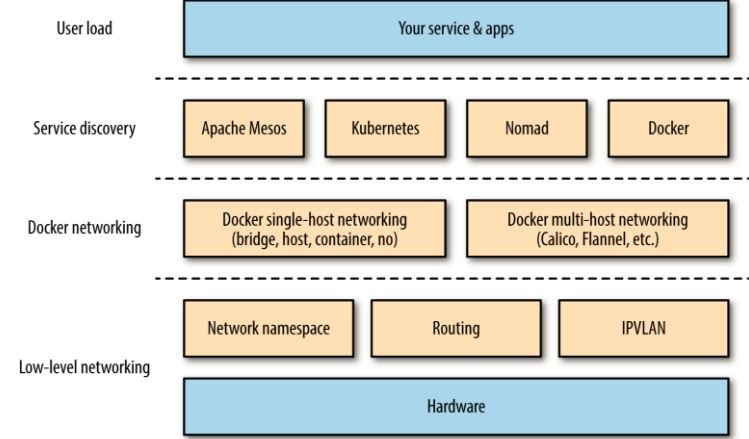 User load
Your service & apps
Service discovery
Apache Mesos
Kubernetes
Nomad
Docker
Docker networking
Docker single-host networking
(bridge, host, container, no)
Docker multi-host networking
(Calico, Flannel, etc.)
Low-level networking
Network namespace
Routing
IPVLAN
Hardware